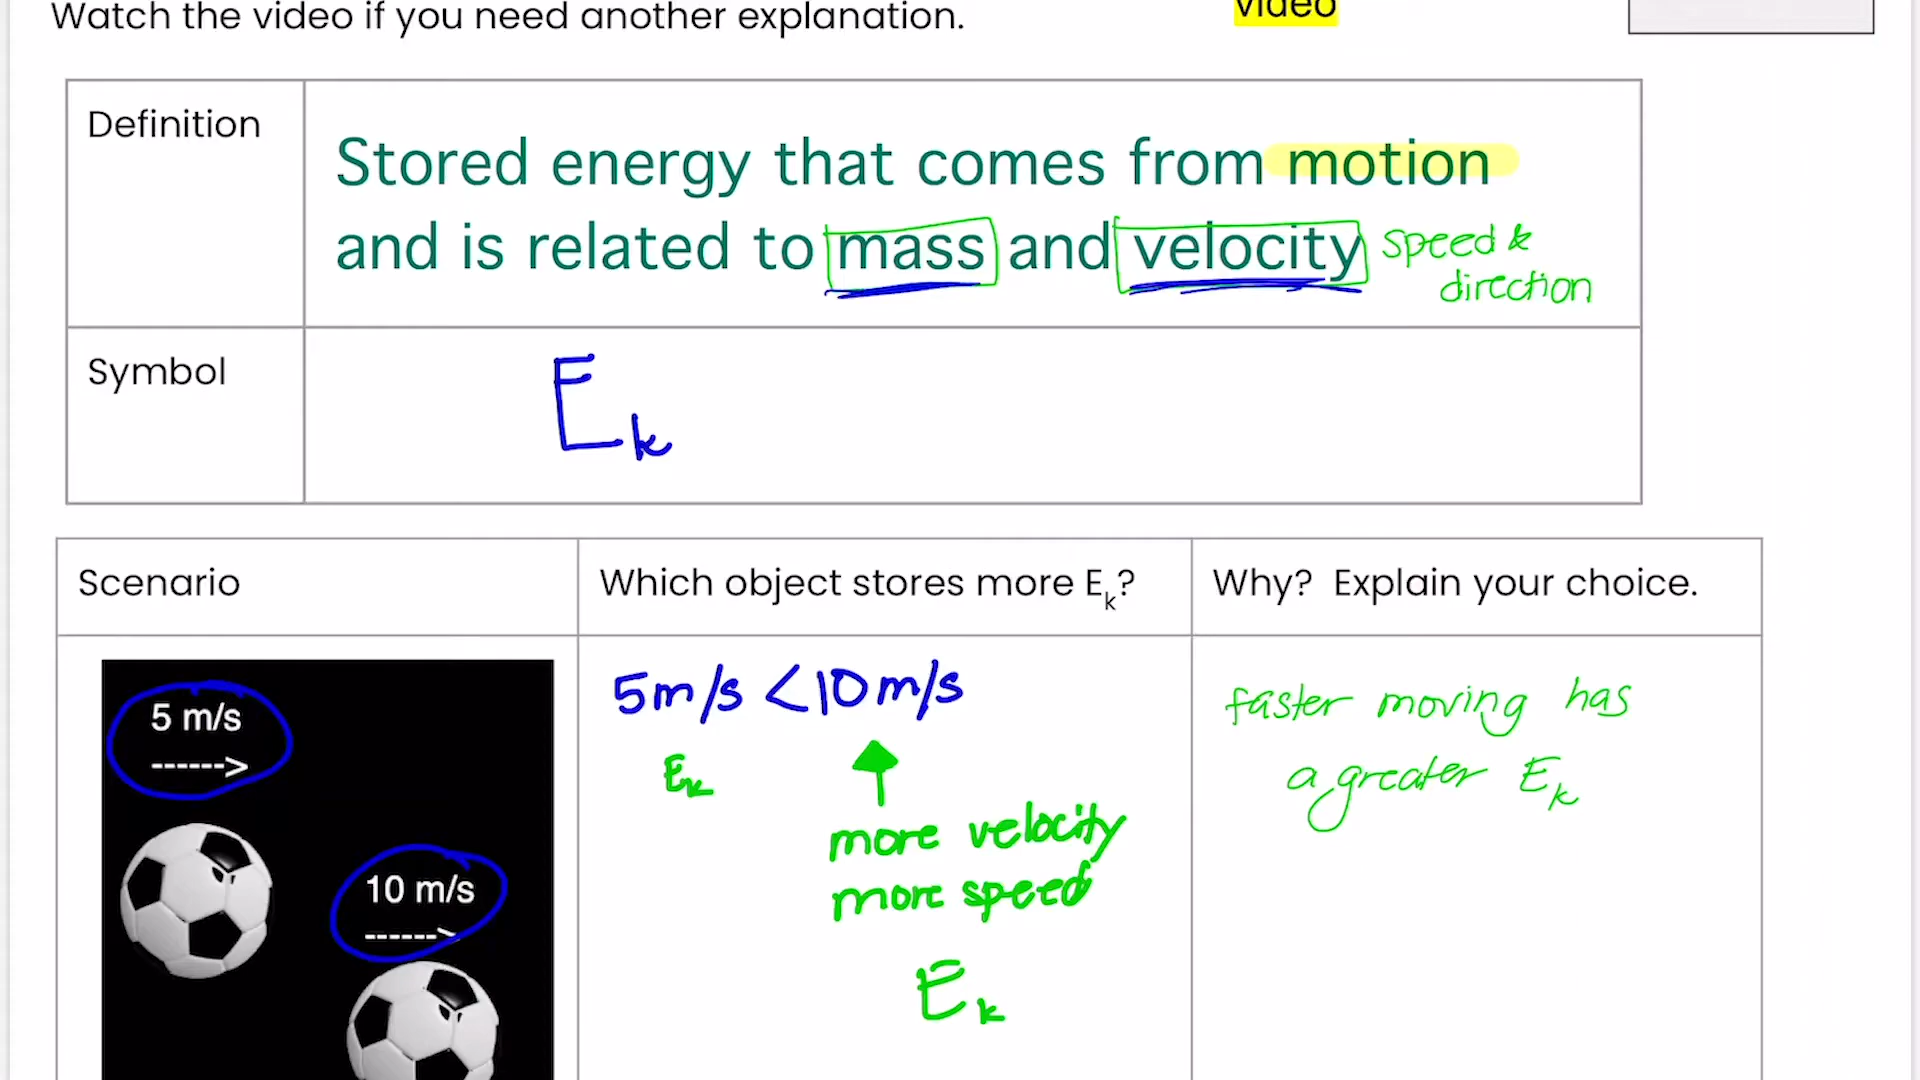 Watch the video if you need another explanation.
video
Definition
Stored energy that comes from motion
and is related to mass and velocity
speed &
direction
Symbol
Ek
Scenario
Which object stores more Ek?
Why? Explain your choice.
5 m/s
------>
10 m/s
------>
5m/s < 10m/s
Ek
more velocity
more speed
Ek
faster moving has
a greater Ek